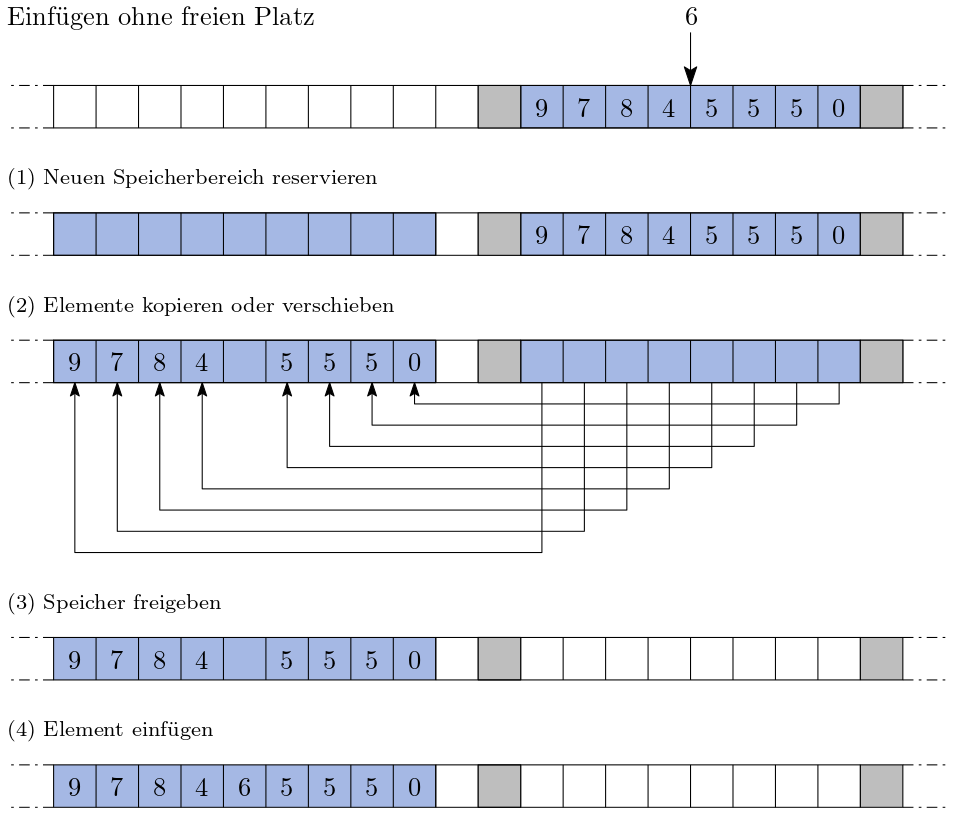 Einfügen ohne freien Platz
6
9 7 8 4 5 5 5 0
(1) Neuen Speicherbereich reservieren
9 7 8 4 5 5 5 0
(2) Elemente kopieren oder verschieben
9 7 8 4 5 5 5 0
(3) Speicher freigeben
9 7 8 4 5 5 5 0
(4) Element einfügen
9 7 8 4 6 5 5 5 0